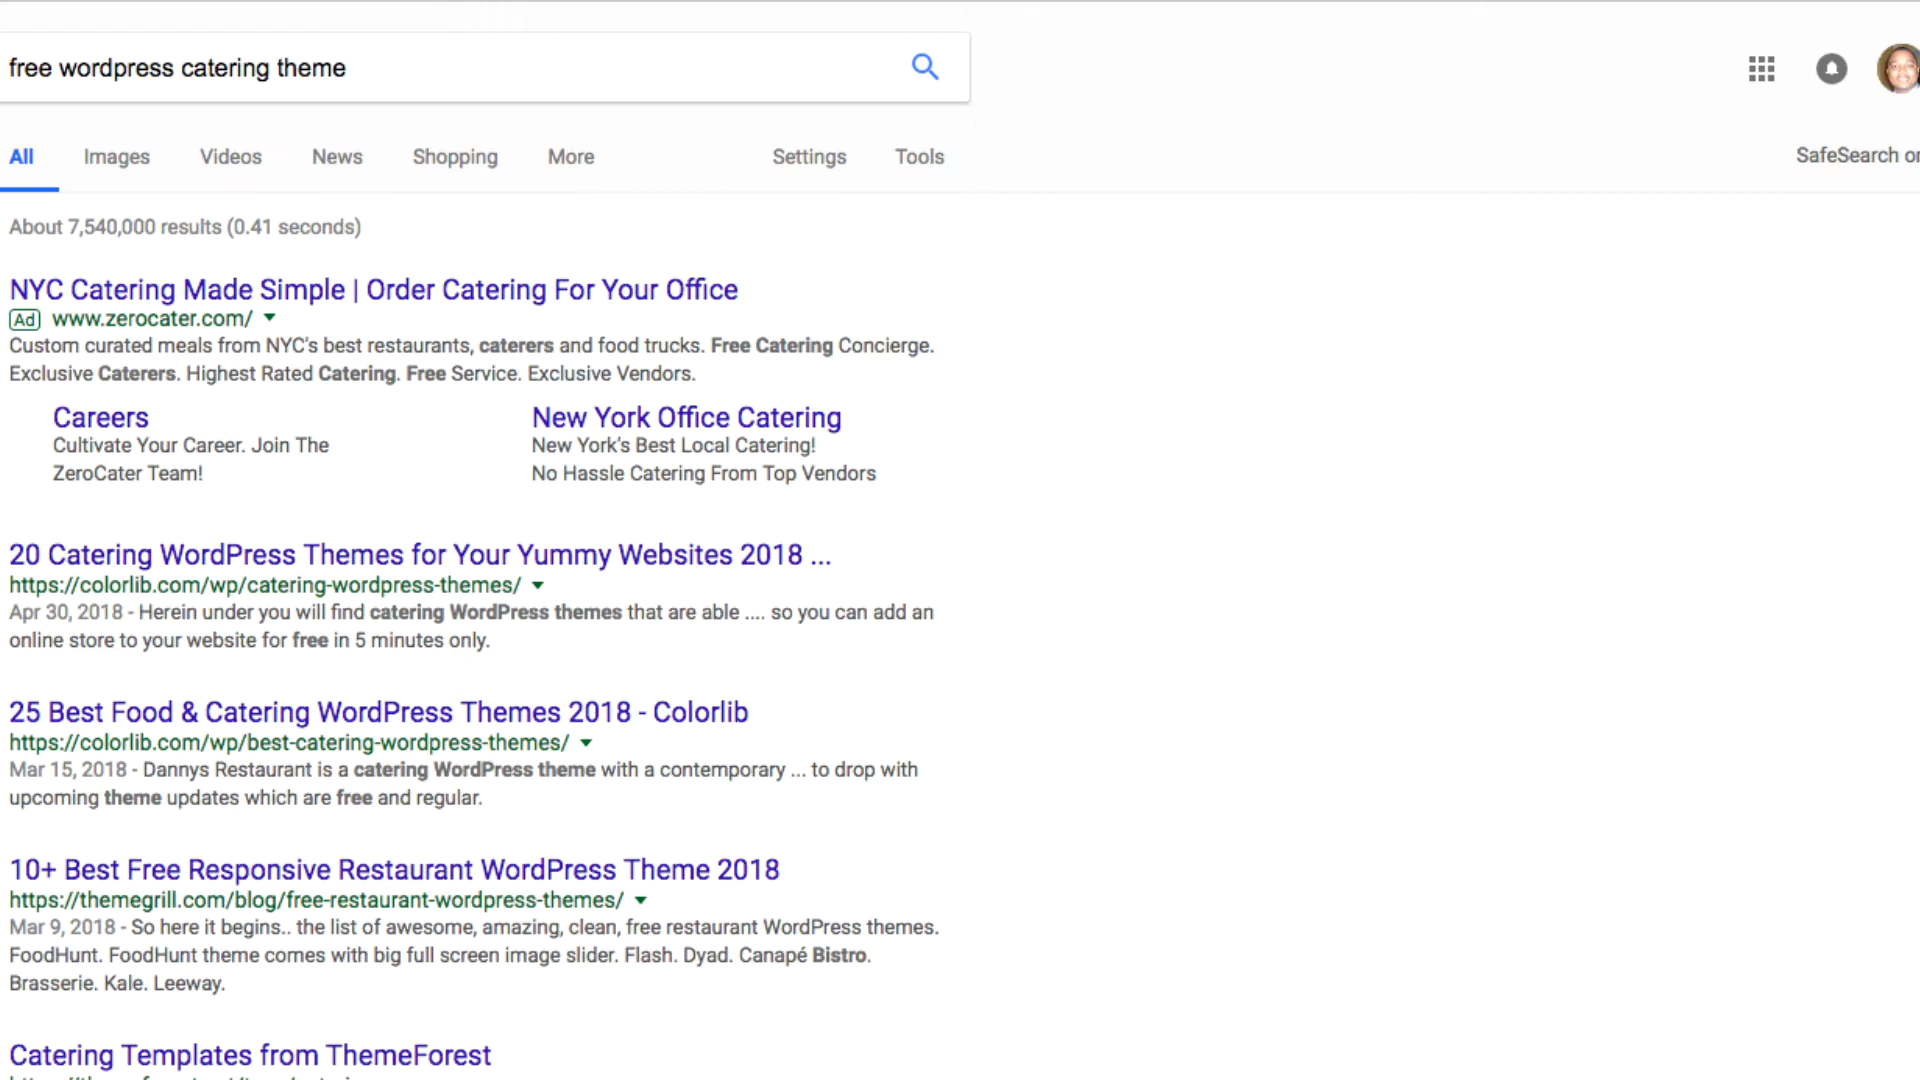 free wordpress catering theme
All Images Videos News Shopping More Settings Tools SafeSearch
About 7,540,000 results (0.41 seconds)
NYC Catering Made Simple | Order Catering For Your Office
Ad www.zerocater.com/
Custom curated meals from NYC's best restaurants, caterers and food trucks. Free Catering Concierge.
Exclusive Caterers. Highest Rated Catering. Free Service. Exclusive Vendors.
Careers
Cultivate Your Career. Join The
ZeroCater Team!
New York Office Catering
New York's Best Local Catering!
No Hassle Catering From Top Vendors
20 Catering WordPress Themes for Your Yummy Websites 2018 ...
https://colorlib.com/wp/catering-wordpress-themes/
Apr 30, 2018 - Herein under you will find catering WordPress themes that are able .... so you can add an
online store to your website for free in 5 minutes only.
25 Best Food & Catering WordPress Themes 2018 - Colorlib
https://colorlib.com/wp/best-catering-wordpress-themes/
Mar 15, 2018 - Dannys Restaurant is a catering WordPress theme with a contemporary ... to drop with
upcoming theme updates which are free and regular.
10+ Best Free Responsive Restaurant WordPress Theme 2018
https://themegrill.com/blog/free-restaurant-wordpress-themes/
Mar 9, 2018 - So here it begins.. the list of awesome, amazing, clean, free restaurant WordPress themes.
FoodHunt. FoodHunt theme comes with big full screen image slider. Flash. Dyad. Canapé Bistro.
Brasserie. Kale. Leeway.
Catering Templates from ThemeForest